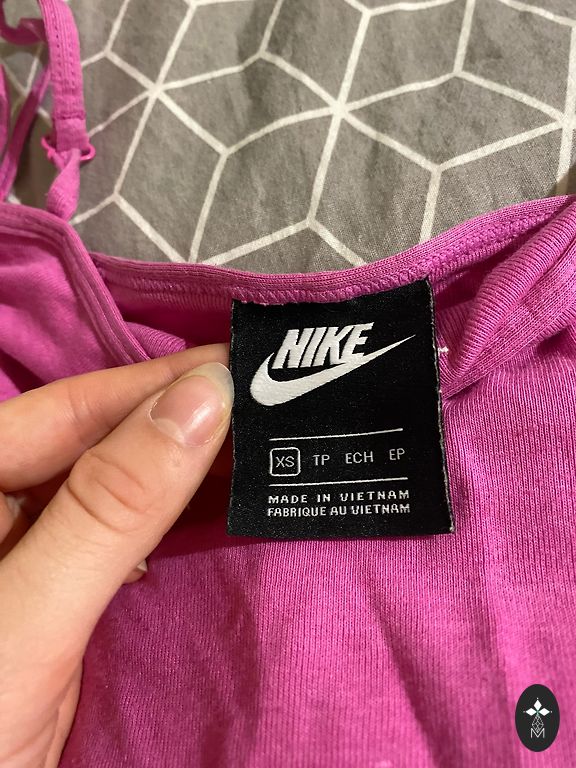 NIKE
XS TP ECH EP
MADE IN VIETNAM
FABRIQUE AU VIETNAM